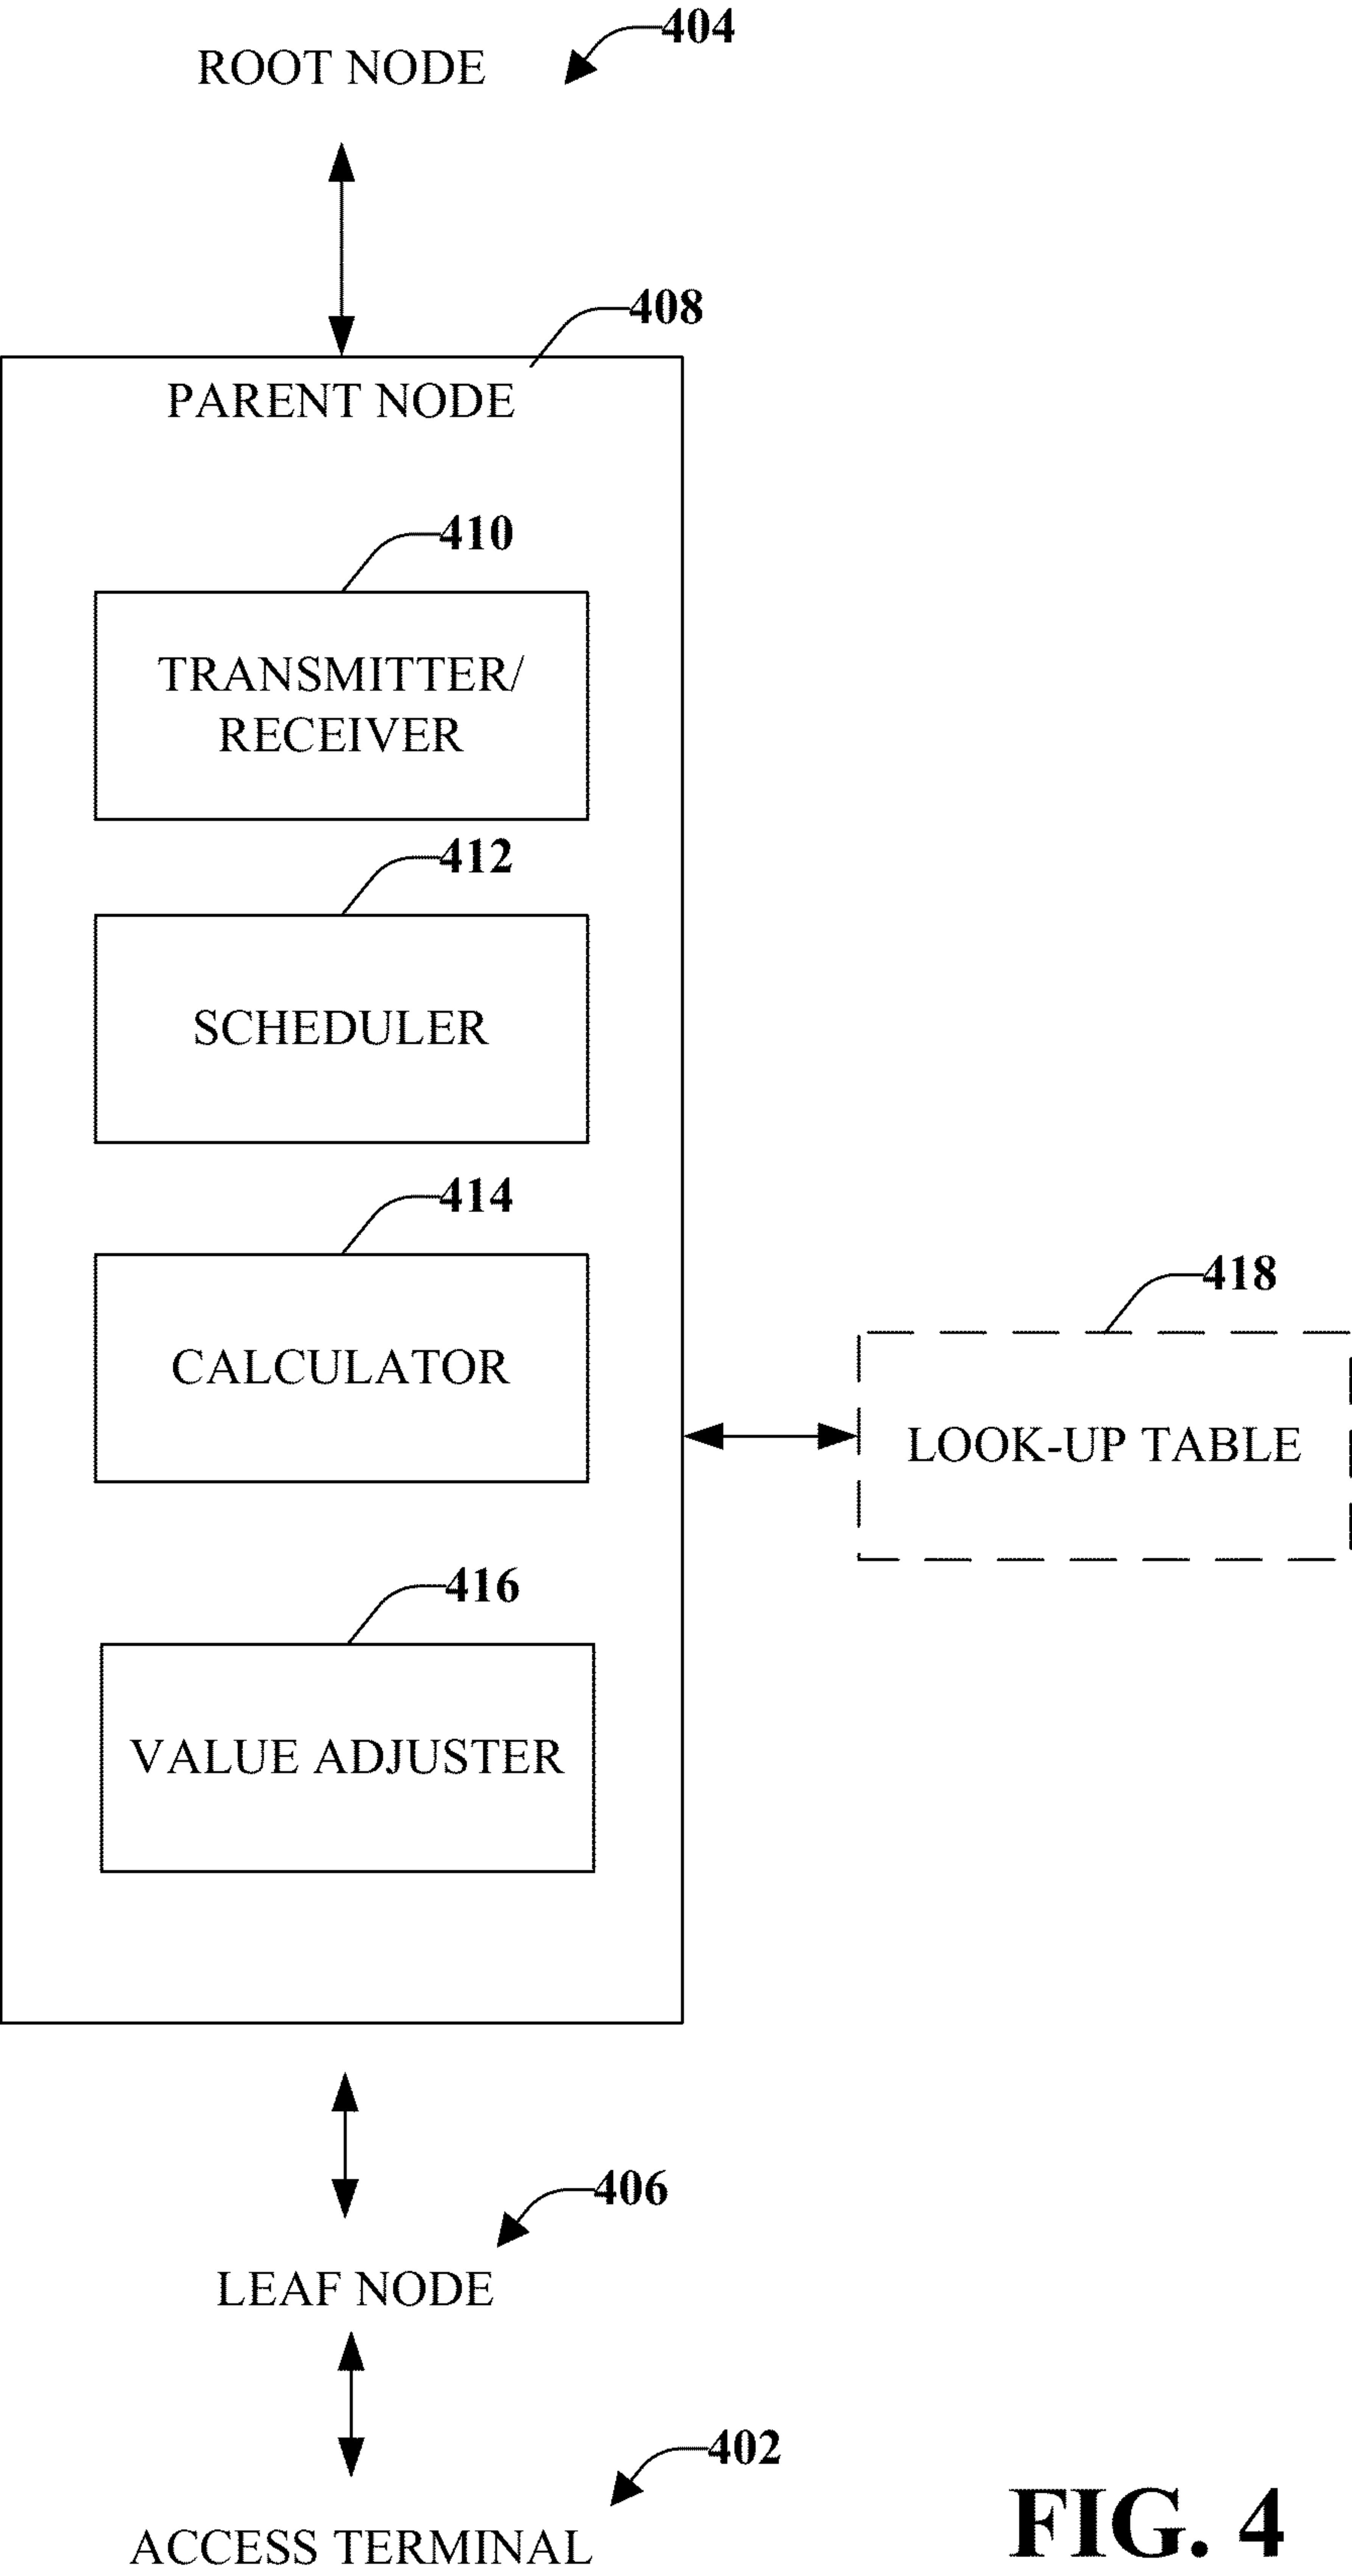 404
ROOT NODE
408
PARENT NODE
410
TRANSMITTER/
RECEIVER
412
SCHEDULER
414
CALCULATOR
418
LOOK-UP TABLE
416
VALUE ADJUSTER
406
LEAF NODE
402
ACCESS TERMINAL
FIG. 4